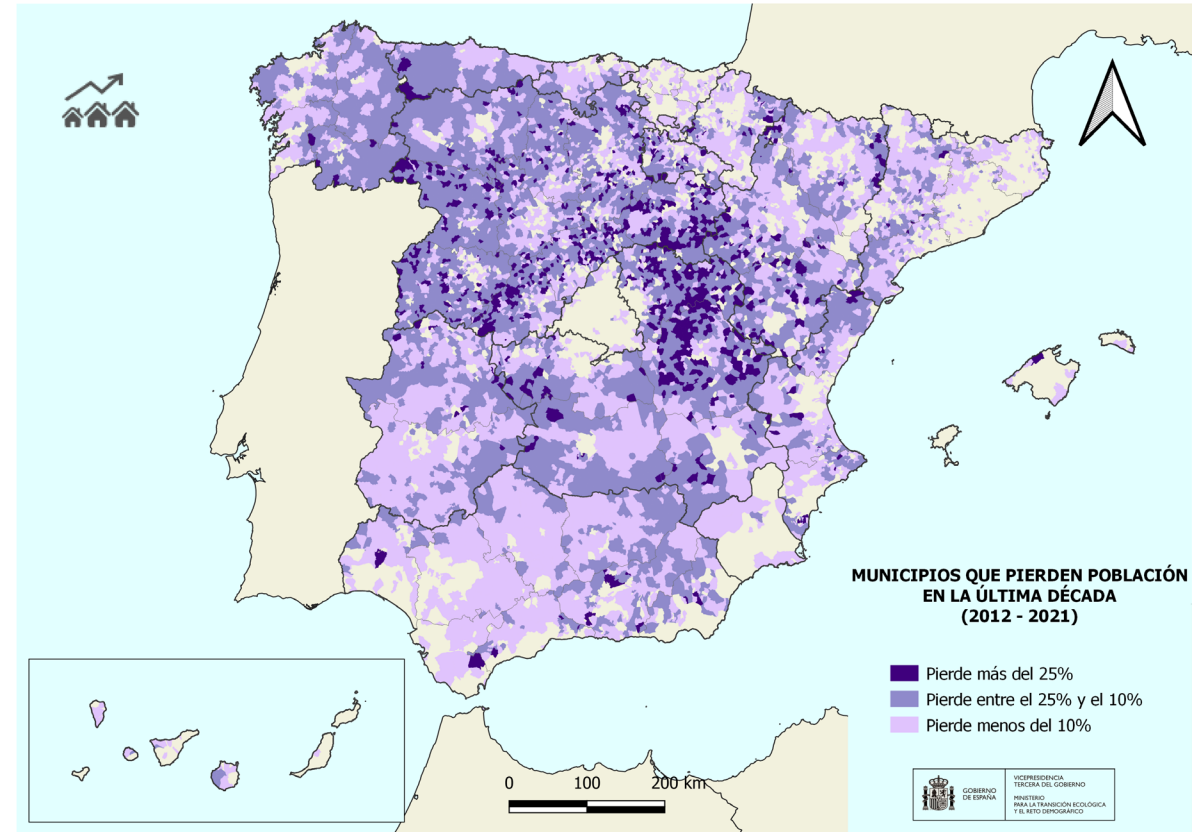 MUNICIPIOS QUE PIERDEN POBLACIÓN
EN LA ÚLTIMA DÉCADA
(2012 - 2021)
Pierde más del 25%
Pierde entre el 25% y el 10%
Pierde menos del 10%
0 100 200 km
GOBIERNO
DE ESPAÑA
VICEPRESIDENCIA
TERCERA DEL GOBIERNO
MINISTERIO
PARA LA TRANSICIÓN ECOLÓGICA
Y EL RETO DEMOGRÁFICO